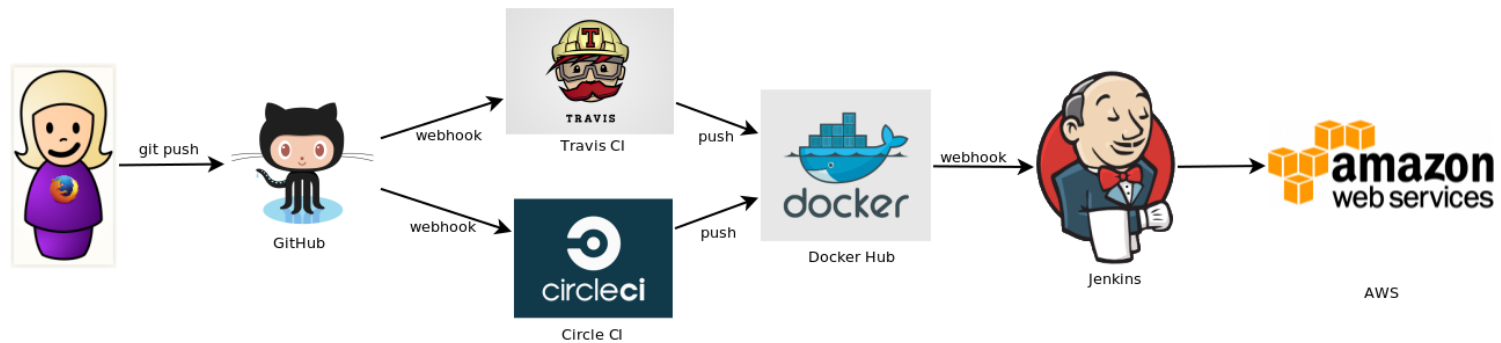 git push
GitHub
webhook
webhook
TRAVIS
Travis CI
circleci
Circle CI
push
push
docker
Docker Hub
webhook
Jenkins
amazon
web services
AWS